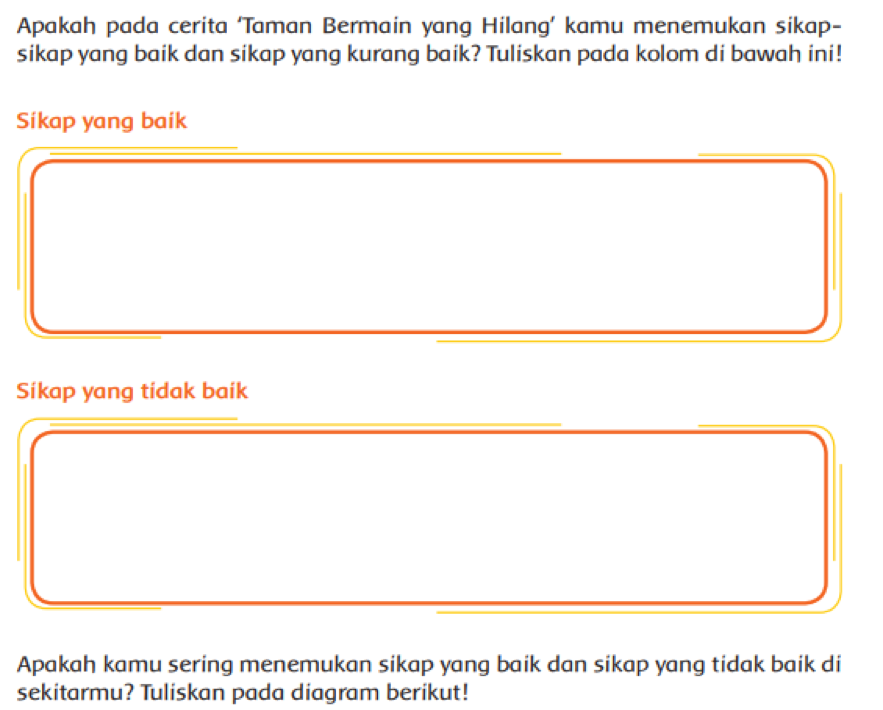 Apakah pada cerita ‘Taman Bermain yang Hilang’ kamu menemukan sikap-
sikap yang baik dan sikap yang kurang baik? Tuliskan pada kolom di bawah ini!
Sikap yang baik
Sikap yang tidak baik
Apakah kamu sering menemukan sikap yang baik dan sikap yang tidak baik di
sekitarmu? Tuliskan pada diagram berikut!